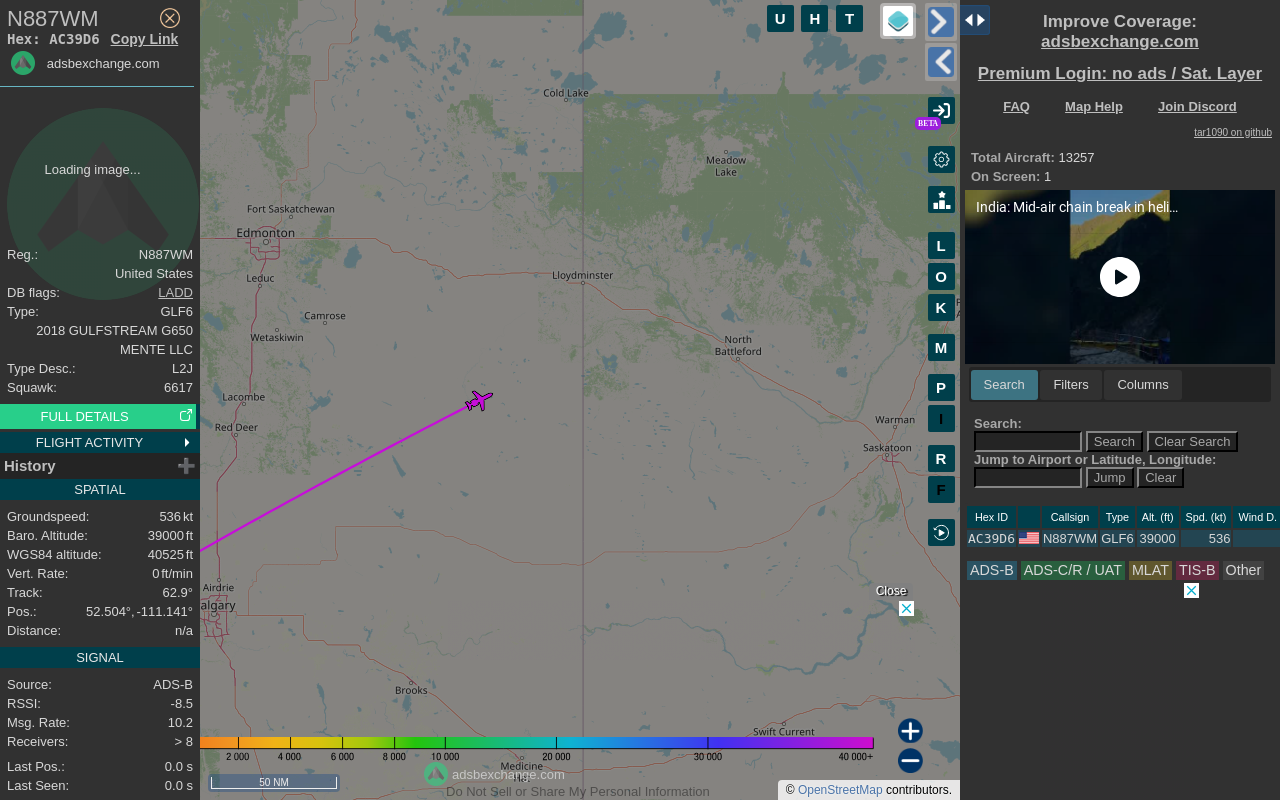 N887WM
Hex: AC39D6 Copy Link
adsbexchange.com
Loading image...
Reg.: N887WM
United States
DB flags: LADD
Type: GLF6
2018 GULFSTREAM G650
MENTE LLC
Type Desc.: L2J
Squawk: 6617
FULL DETAILS
FLIGHT ACTIVITY
History
SPATIAL
Groundspeed: 536 kt
Baro. Altitude: 39000 ft
WGS84 altitude: 40525 ft
Vert. Rate: 0 ft/min
Track: 62.9°
Pos.: 52.504°, -111.141°
Distance: n/a
SIGNAL
Source: ADS-B
RSSI: -8.5
Msg. Rate: 10.2
Receivers: > 8
Last Pos.: 0.0 s
Last Seen: 0.0 s
U H T
BETA
L
O
K
M
P
I
R
F
Cold Lake
Meadow
Lake
Fort Saskatchewan
Edmonton
Leduc
Lloydminster
Camrose
Wetaskiwin
North
Battleford
Lacombe
Red Deer
Warman
Saskatoon
Airdrie
algary
Close
Brooks
Swift Current
Medicine
2 000 4 000 6 000 8 000 10 000 20 000 30 000 40 000+
50 NM
adsbexchange.com
Do Not Sell or Share My Personal Information
© OpenStreetMap contributors.
Improve Coverage:
adsbexchange.com
Premium Login: no ads / Sat. Layer
FAQ Map Help Join Discord
tar1090 on github
Total Aircraft: 13257
On Screen: 1
India: Mid-air chain break in heli...
Search Filters Columns
Search:
Search Clear Search
Jump to Airport or Latitude, Longitude:
Jump Clear
Hex ID Callsign Type Alt. (ft) Spd. (kt) Wind D.
AC39D6 N887WM GLF6 39000 536
ADS-B ADS-C/R / UAT MLAT TIS-B Other